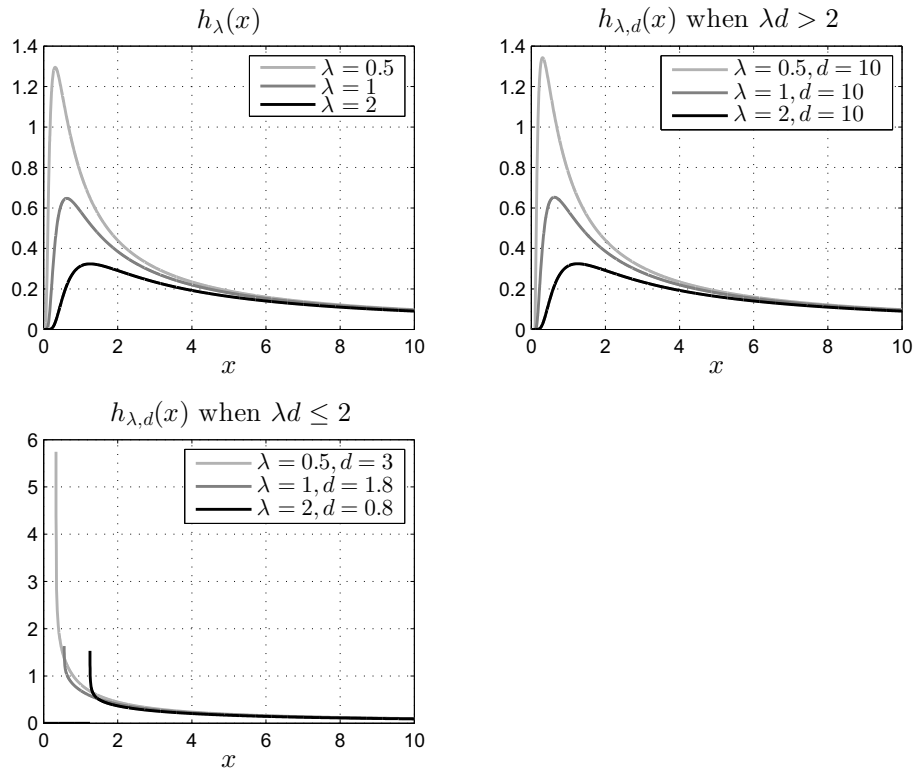 h_λ(x)
1.4
1.2
1
0.8
0.6
0.4
0.2
0
0 2 4 6 8 10
x
λ = 0.5
λ = 1
λ = 2
h_{λ,d}(x) when λd > 2
1.4
1.2
1
0.8
0.6
0.4
0.2
0
0 2 4 6 8 10
x
λ = 0.5, d = 10
λ = 1, d = 10
λ = 2, d = 10
h_{λ,d}(x) when λd ≤ 2
6
5
4
3
2
1
0
0 2 4 6 8 10
x
λ = 0.5, d = 3
λ = 1, d = 1.8
λ = 2, d = 0.8